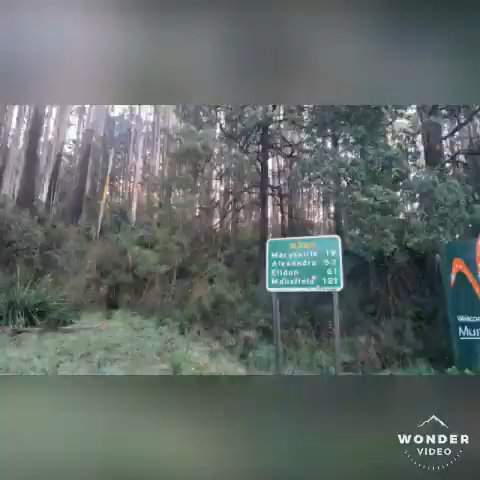 Marysville 19
Alexandra 53
Eildon 61
Mansfield 121
WONDER
VIDEO